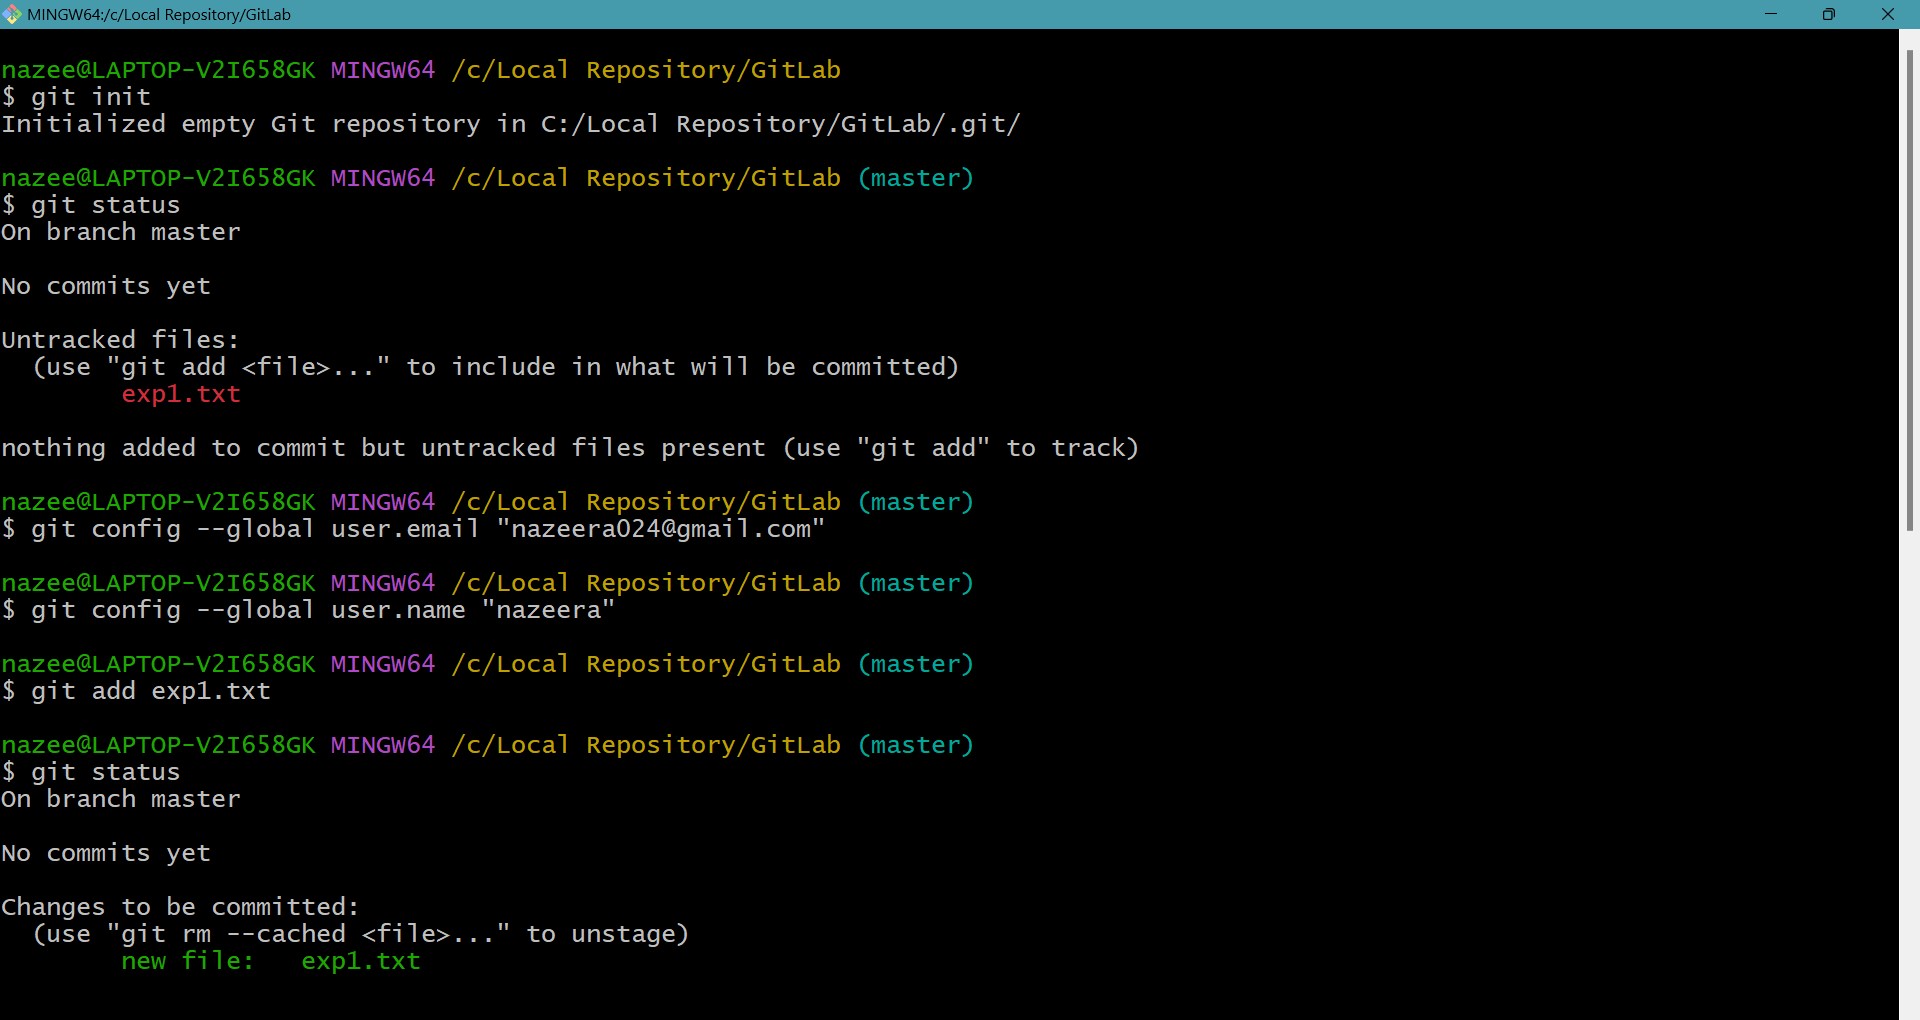 MINGW64:/c/Local Repository/GitLab
nazee@LAPTOP-V2I658GK MINGW64 /c/Local Repository/GitLab
$ git init
Initialized empty Git repository in C:/Local Repository/GitLab/.git/
nazee@LAPTOP-V2I658GK MINGW64 /c/Local Repository/GitLab (master)
$ git status
On branch master
No commits yet
Untracked files:
  (use "git add <file>..." to include in what will be committed)
        exp1.txt
nothing added to commit but untracked files present (use "git add" to track)
nazee@LAPTOP-V2I658GK MINGW64 /c/Local Repository/GitLab (master)
$ git config --global user.email "nazeera024@gmail.com"
nazee@LAPTOP-V2I658GK MINGW64 /c/Local Repository/GitLab (master)
$ git config --global user.name "nazeera"
nazee@LAPTOP-V2I658GK MINGW64 /c/Local Repository/GitLab (master)
$ git add exp1.txt
nazee@LAPTOP-V2I658GK MINGW64 /c/Local Repository/GitLab (master)
$ git status
On branch master
No commits yet
Changes to be committed:
  (use "git rm --cached <file>..." to unstage)
        new file:   exp1.txt